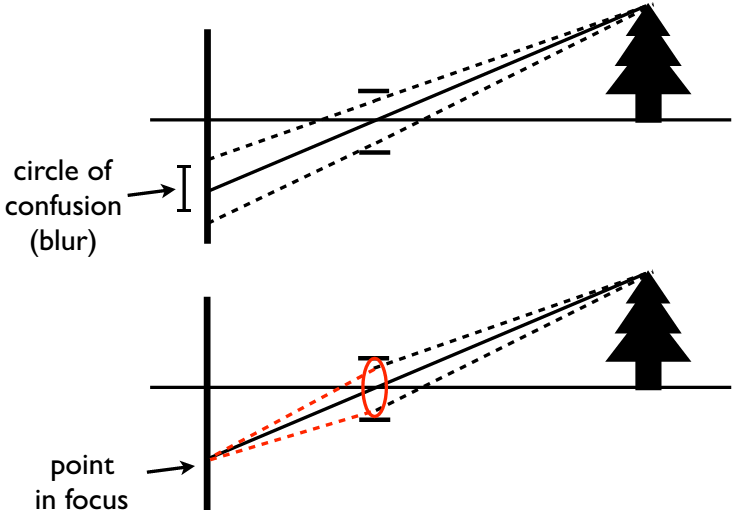 circle of
confusion
(blur)
point
in focus